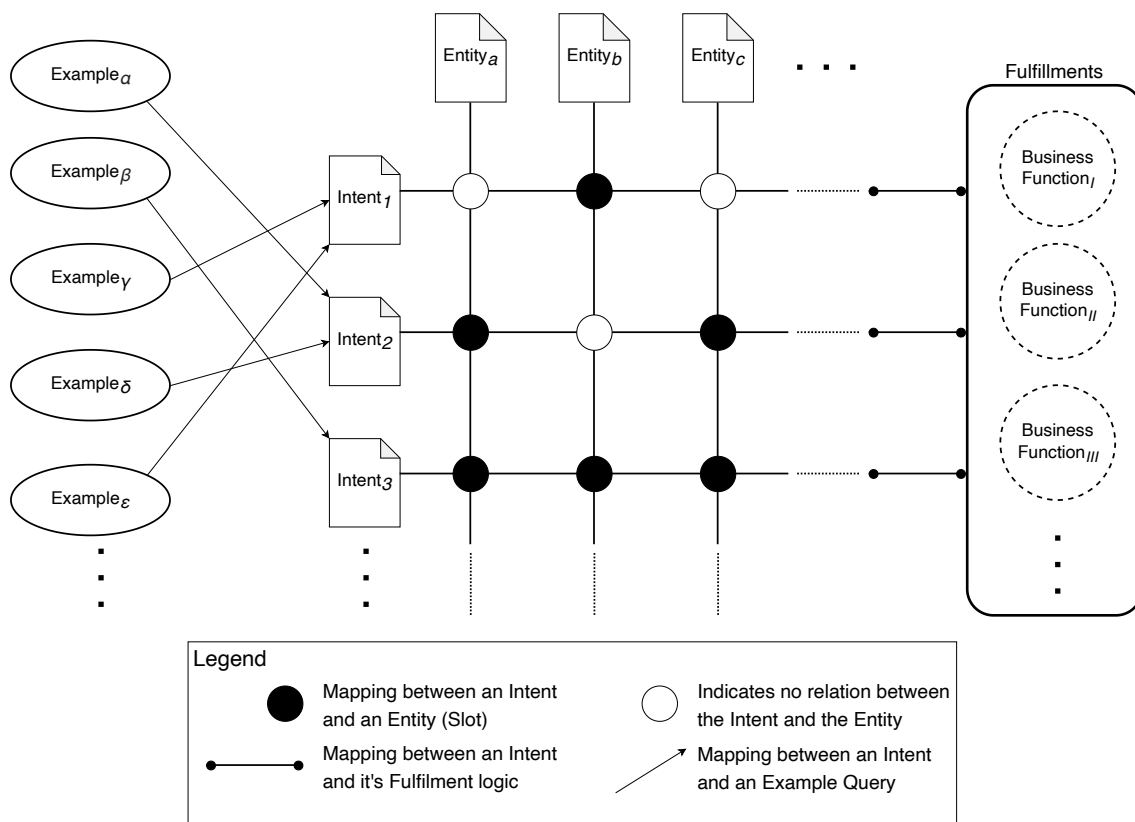 Entity_a
Entity_b
Entity_c
. . .
Fulfillments
Example_α
Example_β
Example_γ
Example_δ
Example_ε
Intent_1
Intent_2
Intent_3
Business
Function_I
Business
Function_II
Business
Function_III
Legend
Mapping between an Intent
and an Entity (Slot)
Indicates no relation between
the Intent and the Entity
Mapping between an Intent
and it's Fulfilment logic
Mapping between an Intent
and an Example Query